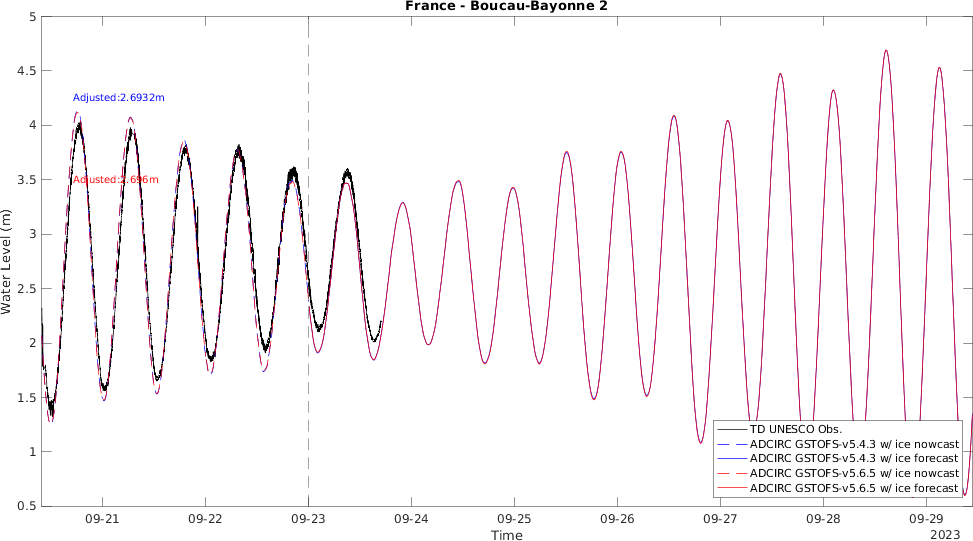 France - Boucau-Bayonne 2
5
4.5
4
3.5
3
2.5
2
1.5
1
0.5
Water Level (m)
Adjusted:2.6932m
Adjusted:2.696m
TD UNESCO Obs.
ADCIRC GSTOFS-v5.4.3 w/ ice nowcast
ADCIRC GSTOFS-v5.4.3 w/ ice forecast
ADCIRC GSTOFS-v5.6.5 w/ ice nowcast
ADCIRC GSTOFS-v5.6.5 w/ ice forecast
09-21 09-22 09-23 09-24 09-25 09-26 09-27 09-28 09-29
Time
2023